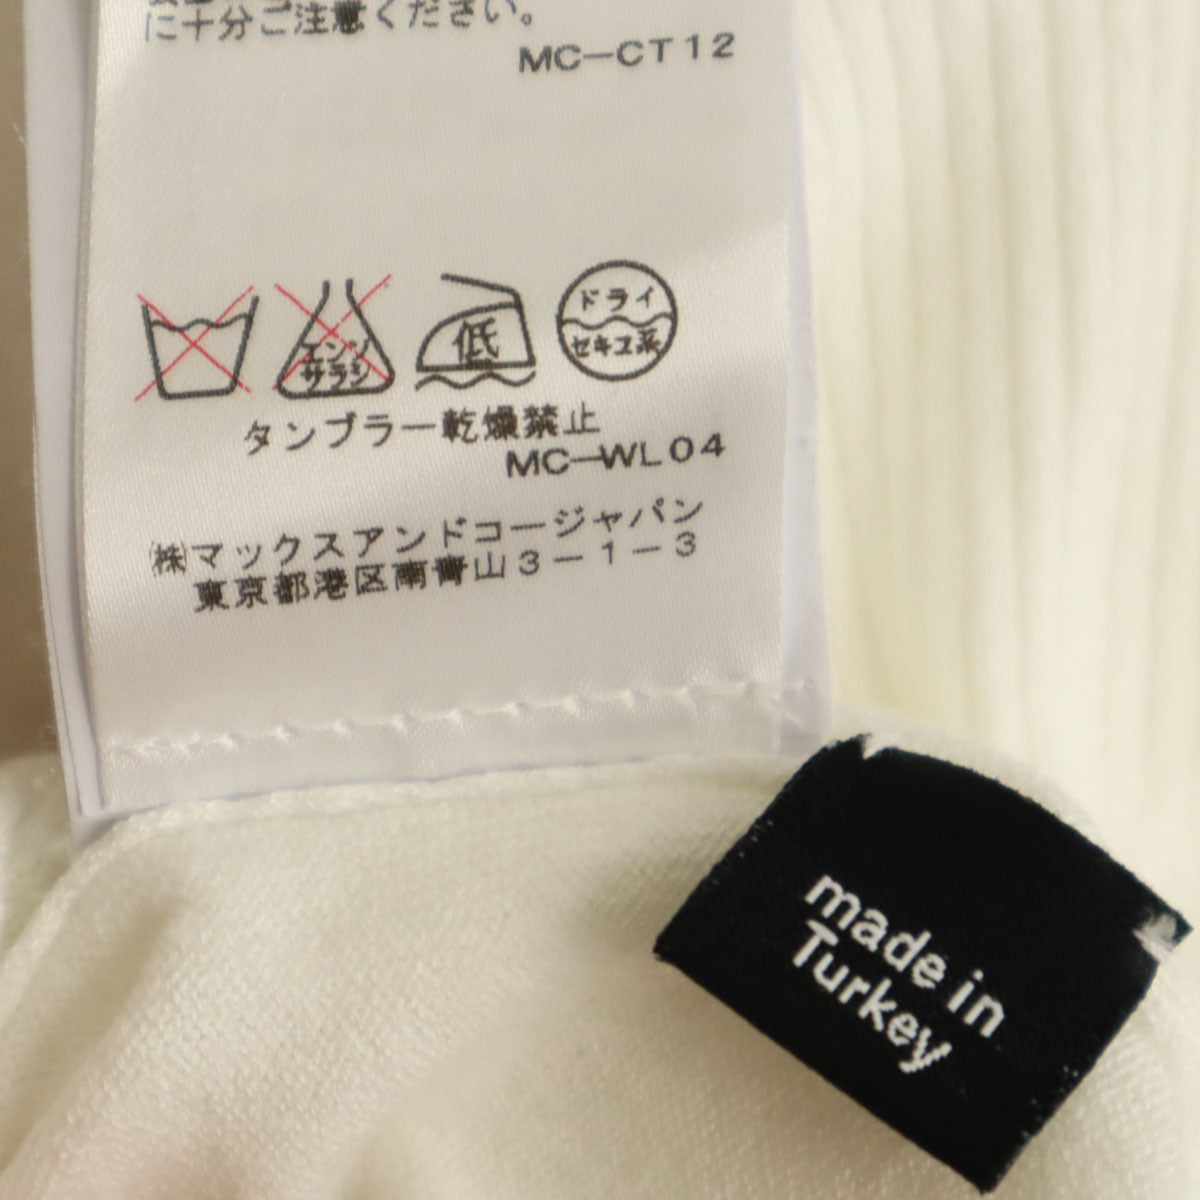 に十分ご注意ください。
MC-CT12
エンソ
サラシ
低
ドライ
セキユ系
タンブラー乾燥禁止
MC-WL04
㈱マックスアンドコージャパン
東京都港区南青山3-1-3
made in
Turkey